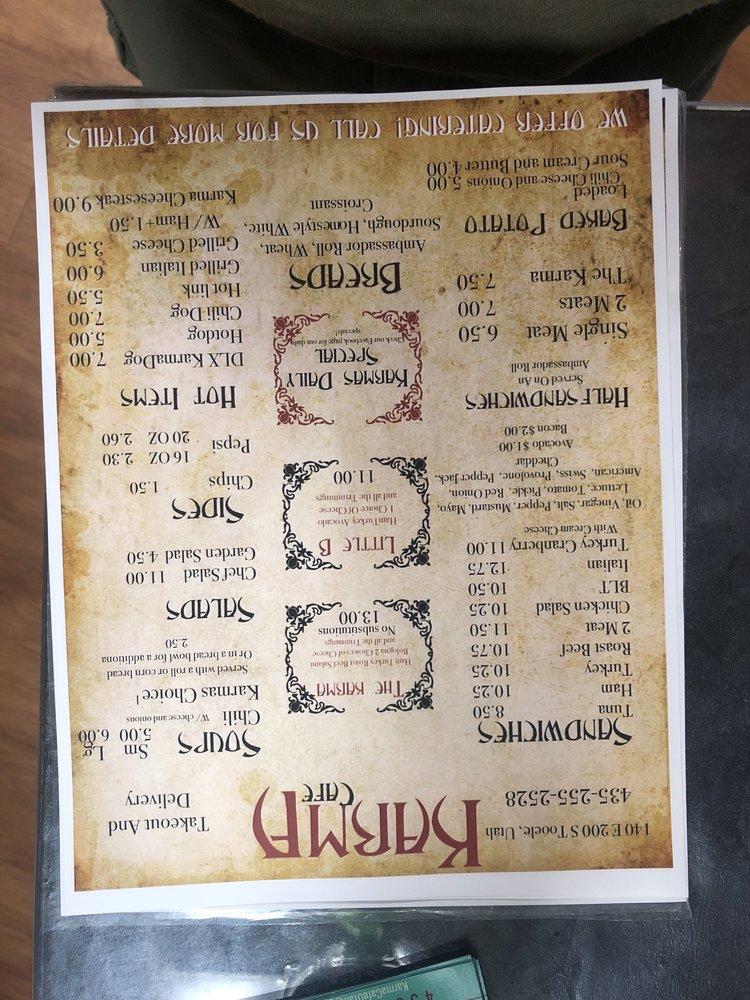 KARMA
CAFE
140 E 200 S Tooele, Utah
435-255-2528
Takeout And
Delivery
SANDWICHES
Tuna 8.50
Ham 10.25
Turkey 10.25
Roast Beef 10.75
2 Meat 11.50
Chicken Salad 10.25
BLT 10.50
Italian 12.75
Turkey Cranberry 11.00
With Cream Cheese
Oil, Vinegar, Salt, Pepper, Mustard, Mayo,
Lettuce, Tomato, Pickle, Red Onion,
American, Swiss, Provolone, Pepper Jack,
Cheddar
Avocado $1.00
Bacon $2.00
HALF SANDWICHES
Served On An
Ambassador Roll
Single Meat 6.50
2 Meats 7.00
The Karma 7.50
BAKED POTATO
Loaded
Chili Cheese and Onions 5.00
Sour Cream and Butter 4.00
THE KARMA
Ham Turkey Roast Beef Salami
Bologna 2 Choices of Cheese
and all the Trimmings
No substitutions
13.00
LITTLE B
Ham Turkey Avocado
1 Choice Of Cheese
and all the Trimmings
11.00
KARMAS DAILY
SPECIAL
Check our Facebook page for our daily
specials!
BREADS
Ambassador Roll, Wheat,
Sourdough, Homestyle White,
Croissant
SOUPS Sm Lg
5.00 6.00
Chili W/ cheese and onions
Karmas Choice!
Served with a roll or corn bread
Or in a bread bowl for a additiona
2.50
SALADS
Chef Salad 11.00
Garden Salad 4.50
SIDES
Chips 1.50
Pepsi 16 OZ 2.30
20 OZ 2.60
HOT ITEMS
DLX KarmaDog 7.00
Hotdog 5.00
Chili Dog 7.00
Hot link 5.50
Grilled Italian 6.00
Grilled Cheese 3.50
W/ Ham+1.50
Karma Cheesesteak 9.00
WE OFFER CATERING! CALL US FOR MORE DETAILS